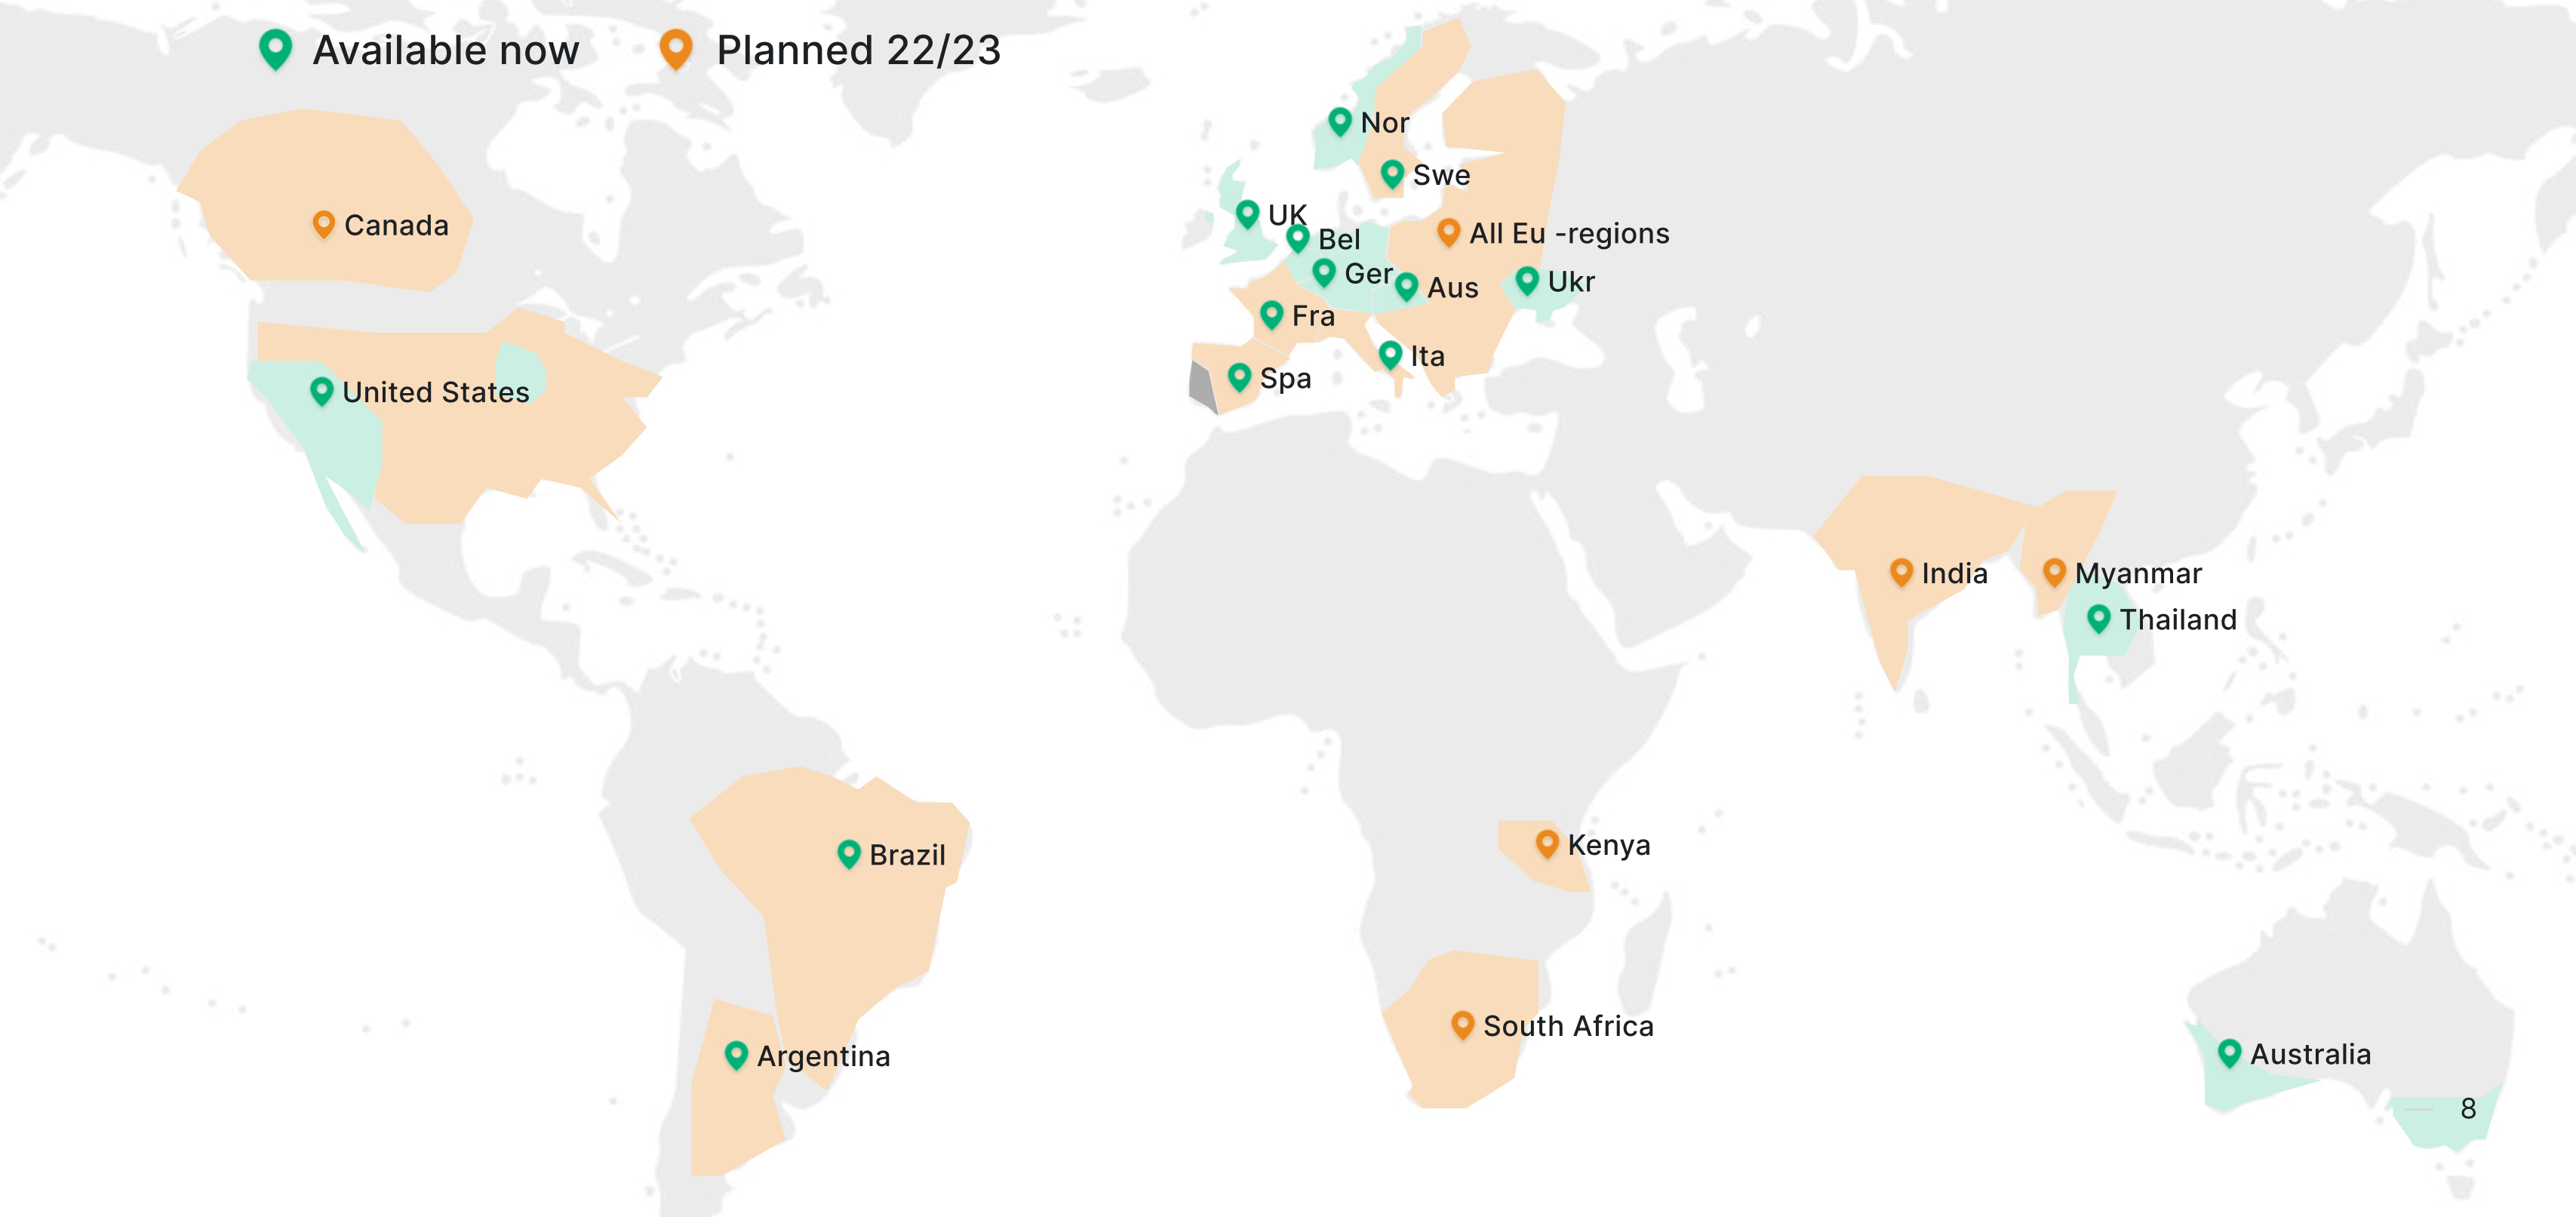 Available now
Planned 22/23
Nor
Canada
Swe
UK
Bel
All Eu -regions
Ger
Aus
Ukr
Fra
Ita
Spa
United States
India
Myanmar
Thailand
Brazil
Kenya
South Africa
Argentina
Australia
8